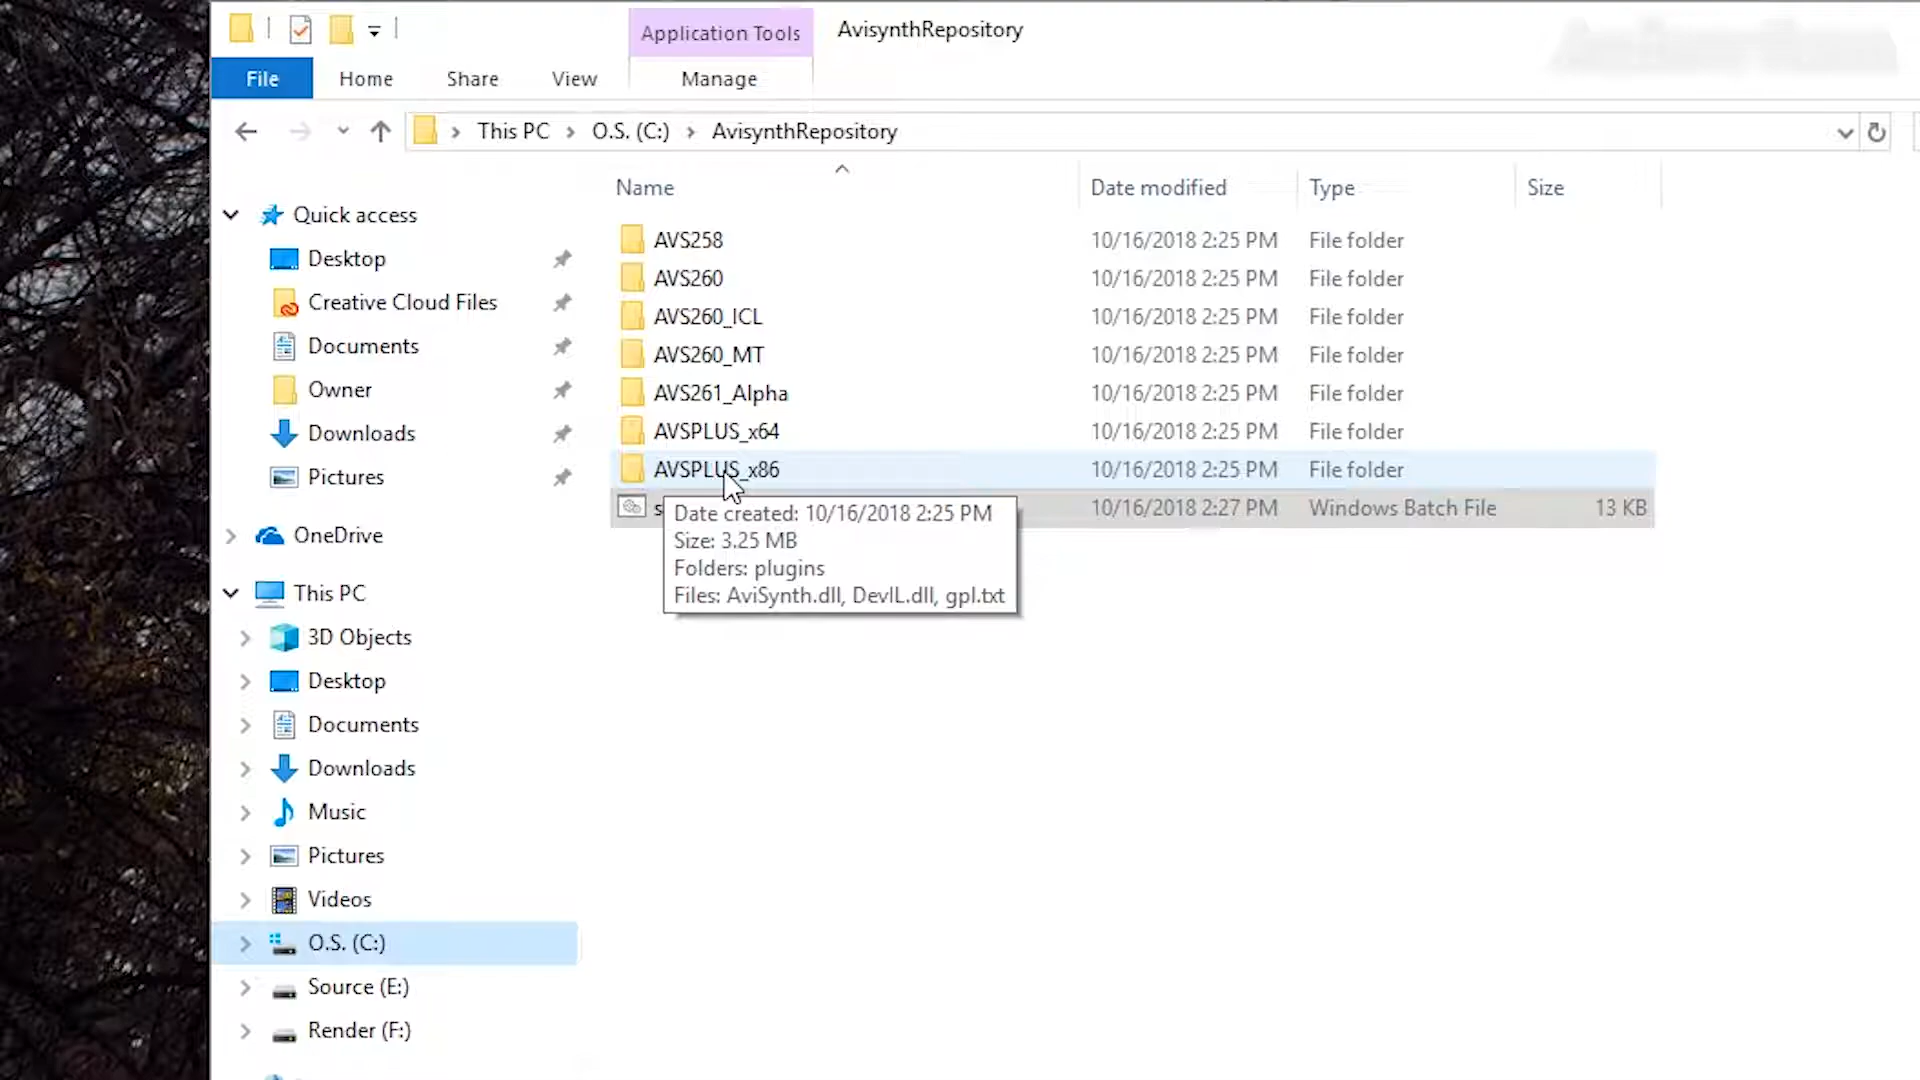 Application Tools
AvisynthRepository
File
Home
Share
View
Manage
This PC
O.S. (C:)
AvisynthRepository
Name
Date modified
Type
Size
Quick access
Desktop
Creative Cloud Files
Documents
Owner
Downloads
Pictures
OneDrive
This PC
3D Objects
Desktop
Documents
Downloads
Music
Pictures
Videos
O.S. (C:)
Source (E:)
Render (F:)
AVS258 10/16/2018 2:25 PM File folder
AVS260 10/16/2018 2:25 PM File folder
AVS260_ICL 10/16/2018 2:25 PM File folder
AVS260_MT 10/16/2018 2:25 PM File folder
AVS261_Alpha 10/16/2018 2:25 PM File folder
AVSPLUS_x64 10/16/2018 2:25 PM File folder
AVSPLUS_x86 10/16/2018 2:25 PM File folder
10/16/2018 2:27 PM Windows Batch File 13 KB
Date created: 10/16/2018 2:25 PM
Size: 3.25 MB
Folders: plugins
Files: AviSynth.dll, DevIL.dll, gpl.txt